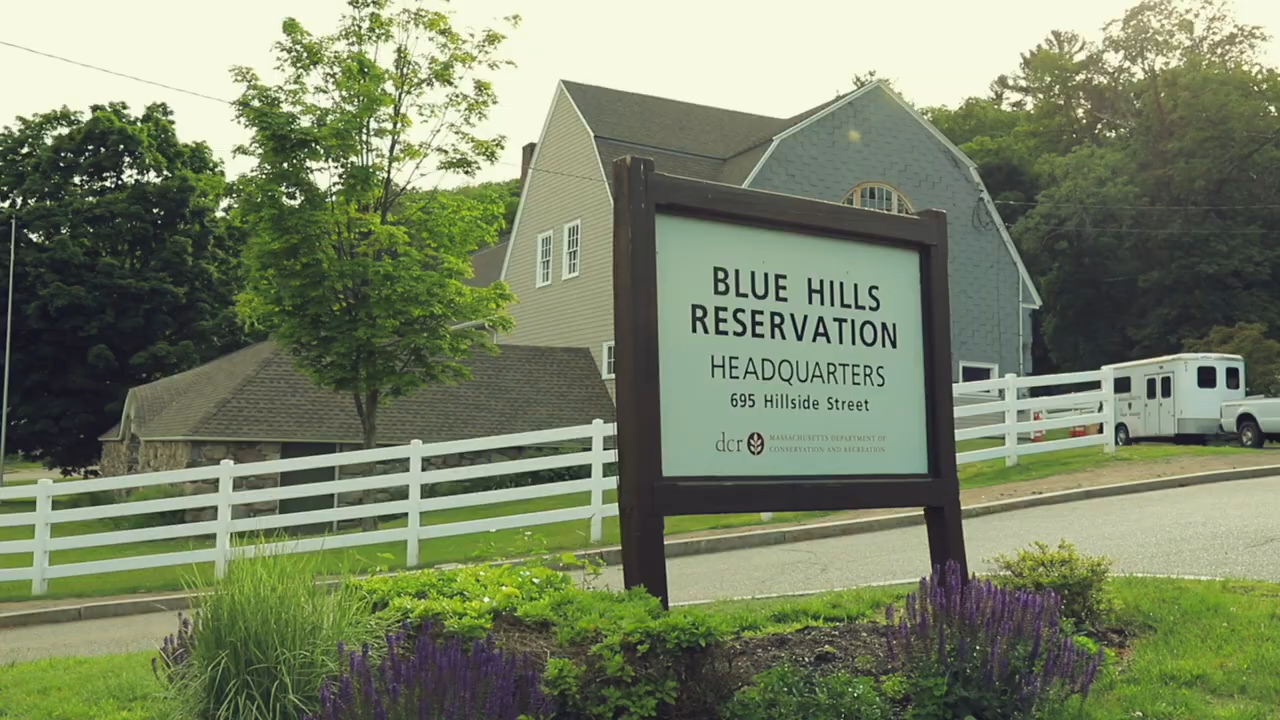 BLUE HILLS
RESERVATION
HEADQUARTERS
695 Hillside Street
dcr MASSACHUSETTS DEPARTMENT OF
CONSERVATION AND RECREATION